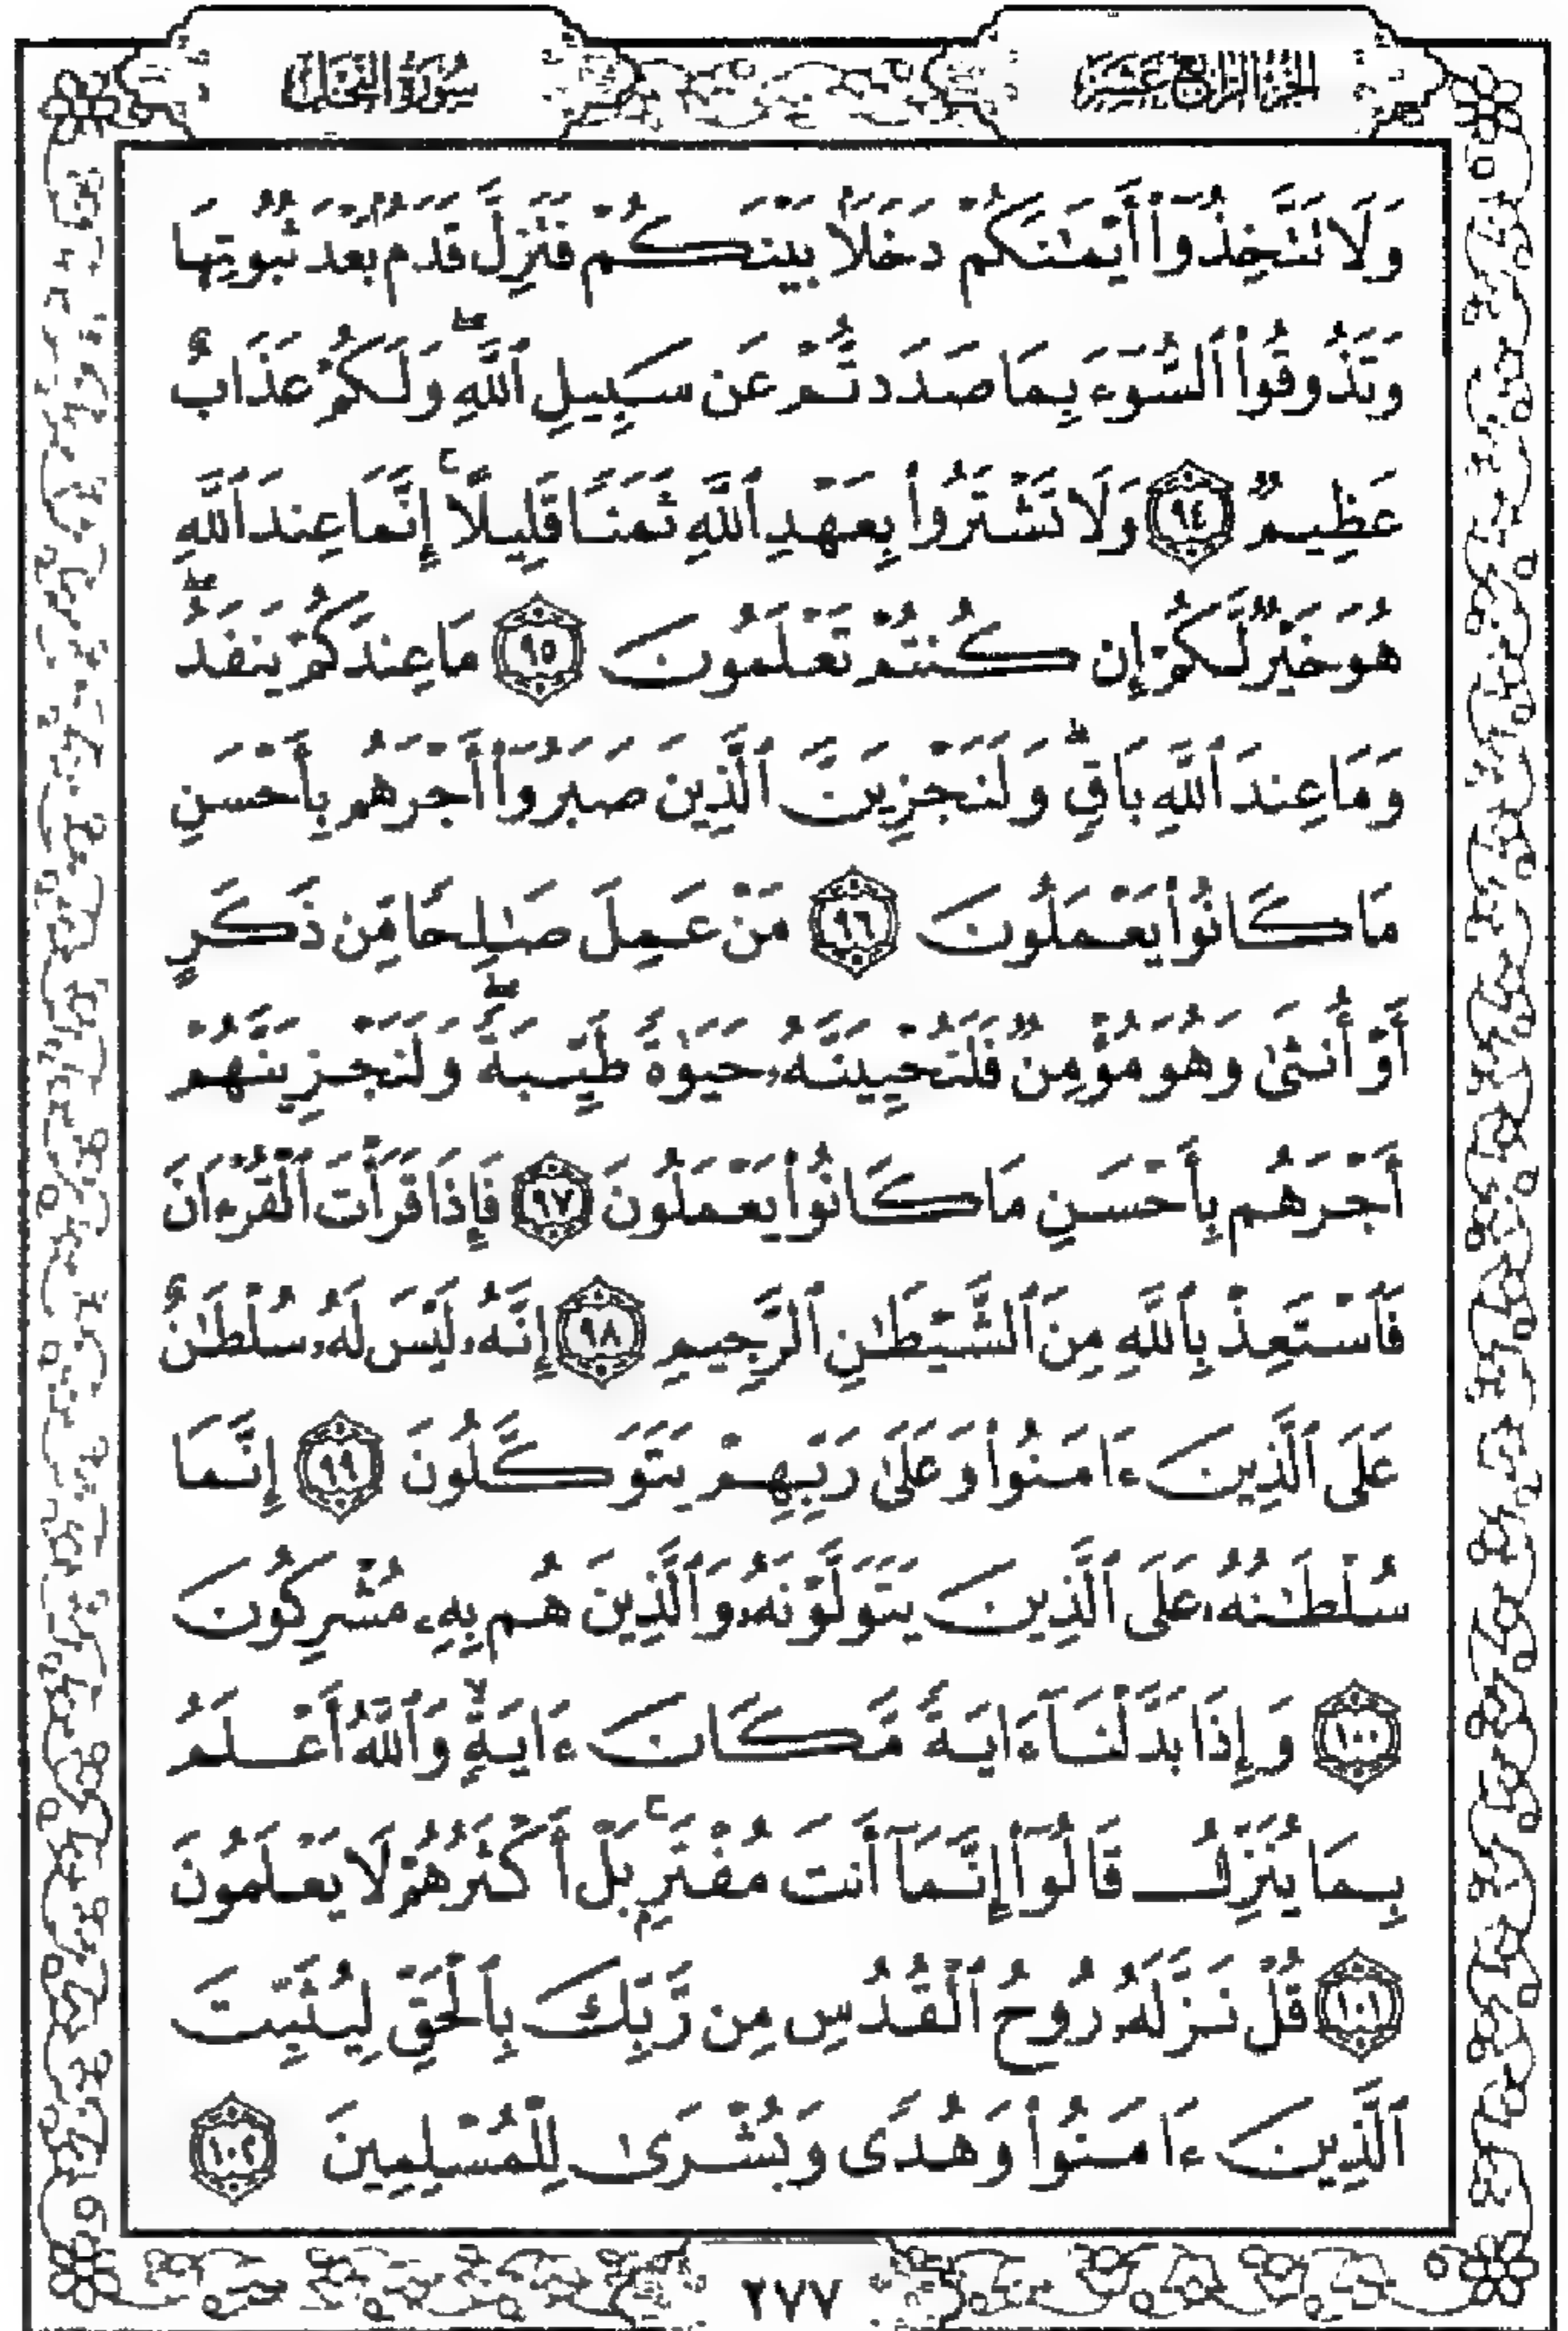 الجزء الرابع عشر
سورة النحل
وَلَا تَتَّخِذُوٓا۟ أَيْمَـٰنَكُمْ دَخَلًۢا بَيْنَكُمْ فَتَزِلَّ قَدَمٌۢ بَعْدَ ثُبُوتِهَا
وَتَذُوقُوا۟ ٱلسُّوٓءَ بِمَا صَدَدتُّمْ عَن سَبِيلِ ٱللَّهِ ۖ وَلَكُمْ عَذَابٌ
عَظِيمٌ ٩٤ وَلَا تَشْتَرُوا۟ بِعَهْدِ ٱللَّهِ ثَمَنًا قَلِيلًا ۚ إِنَّمَا عِندَ ٱللَّهِ
هُوَ خَيْرٌ لَّكُمْ إِن كُنتُمْ تَعْلَمُونَ ٩٥ مَا عِندَكُمْ يَنفَدُ ۖ
وَمَا عِندَ ٱللَّهِ بَاقٍ ۗ وَلَنَجْزِيَنَّ ٱلَّذِينَ صَبَرُوٓا۟ أَجْرَهُم بِأَحْسَنِ
مَا كَانُوا۟ يَعْمَلُونَ ٩٦ مَنْ عَمِلَ صَـٰلِحًا مِّن ذَكَرٍ
أَوْ أُنثَىٰ وَهُوَ مُؤْمِنٌ فَلَنُحْيِيَنَّهُۥ حَيَوٰةً طَيِّبَةً ۖ وَلَنَجْزِيَنَّهُمْ
أَجْرَهُم بِأَحْسَنِ مَا كَانُوا۟ يَعْمَلُونَ ٩٧ فَإِذَا قَرَأْتَ ٱلْقُرْءَانَ
فَٱسْتَعِذْ بِٱللَّهِ مِنَ ٱلشَّيْطَـٰنِ ٱلرَّجِيمِ ٩٨ إِنَّهُۥ لَيْسَ لَهُۥ سُلْطَـٰنٌ
عَلَى ٱلَّذِينَ ءَامَنُوا۟ وَعَلَىٰ رَبِّهِمْ يَتَوَكَّلُونَ ٩٩ إِنَّمَا
سُلْطَـٰنُهُۥ عَلَى ٱلَّذِينَ يَتَوَلَّوْنَهُۥ وَٱلَّذِينَ هُم بِهِۦ مُشْرِكُونَ
١٠٠ وَإِذَا بَدَّلْنَآ ءَايَةً مَّكَانَ ءَايَةٍ ۙ وَٱللَّهُ أَعْلَمُ
بِمَا يُنَزِّلُ قَالُوٓا۟ إِنَّمَآ أَنتَ مُفْتَرٍۭ ۚ بَلْ أَكْثَرُهُمْ لَا يَعْلَمُونَ
١٠١ قُلْ نَزَّلَهُۥ رُوحُ ٱلْقُدُسِ مِن رَّبِّكَ بِٱلْحَقِّ لِيُثَبِّتَ
ٱلَّذِينَ ءَامَنُوا۟ وَهُدًى وَبُشْرَىٰ لِلْمُسْلِمِينَ ١٠٢
٢٧٧